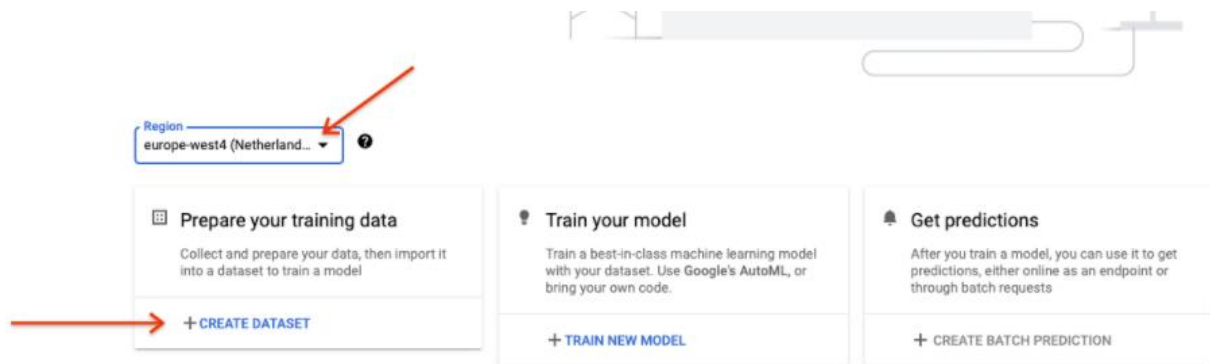 Region
europe-west4 (Netherland...
Prepare your training data
Collect and prepare your data, then import it
into a dataset to train a model
+ CREATE DATASET
Train your model
Train a best-in-class machine learning model
with your dataset. Use Google's AutoML, or
bring your own code.
+ TRAIN NEW MODEL
Get predictions
After you train a model, you can use it to get
predictions, either online as an endpoint or
through batch requests
+ CREATE BATCH PREDICTION